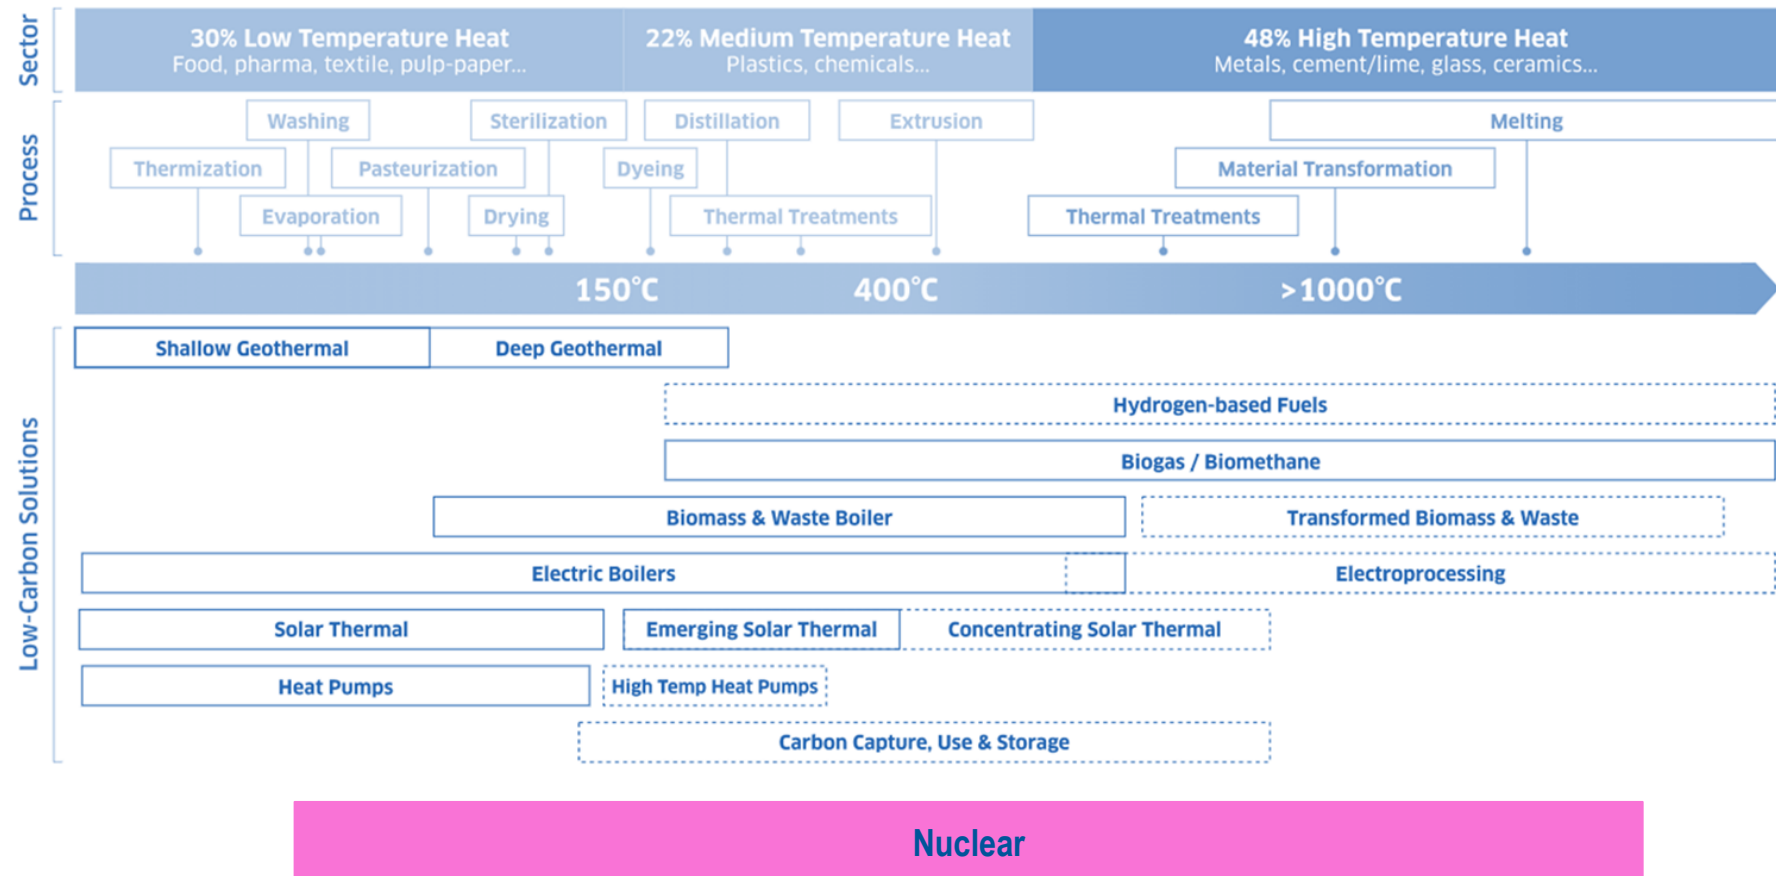 Sector
30% Low Temperature Heat
Food, pharma, textile, pulp-paper...
22% Medium Temperature Heat
Plastics, chemicals...
48% High Temperature Heat
Metals, cement/lime, glass, ceramics...
Process
Washing
Sterilization
Distillation
Extrusion
Melting
Thermization
Pasteurization
Dyeing
Material Transformation
Evaporation
Drying
Thermal Treatments
Thermal Treatments
150°C
400°C
>1000°C
Low-Carbon Solutions
Shallow Geothermal
Deep Geothermal
Hydrogen-based Fuels
Biogas / Biomethane
Biomass & Waste Boiler
Transformed Biomass & Waste
Electric Boilers
Electroprocessing
Solar Thermal
Emerging Solar Thermal
Concentrating Solar Thermal
Heat Pumps
High Temp Heat Pumps
Carbon Capture, Use & Storage
Nuclear